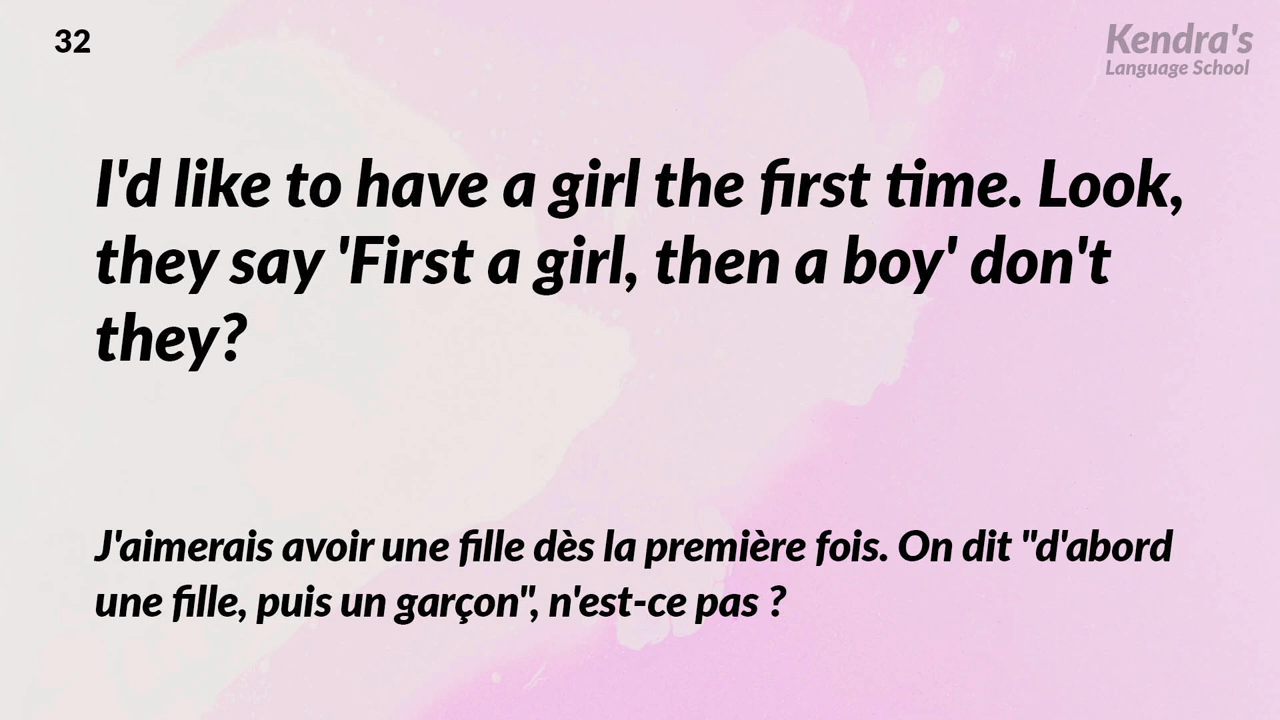 32
Kendra's
Language School
I'd like to have a girl the first time. Look,
they say 'First a girl, then a boy' don't
they?
J'aimerais avoir une fille dès la première fois. On dit "d'abord
une fille, puis un garçon", n'est-ce pas ?